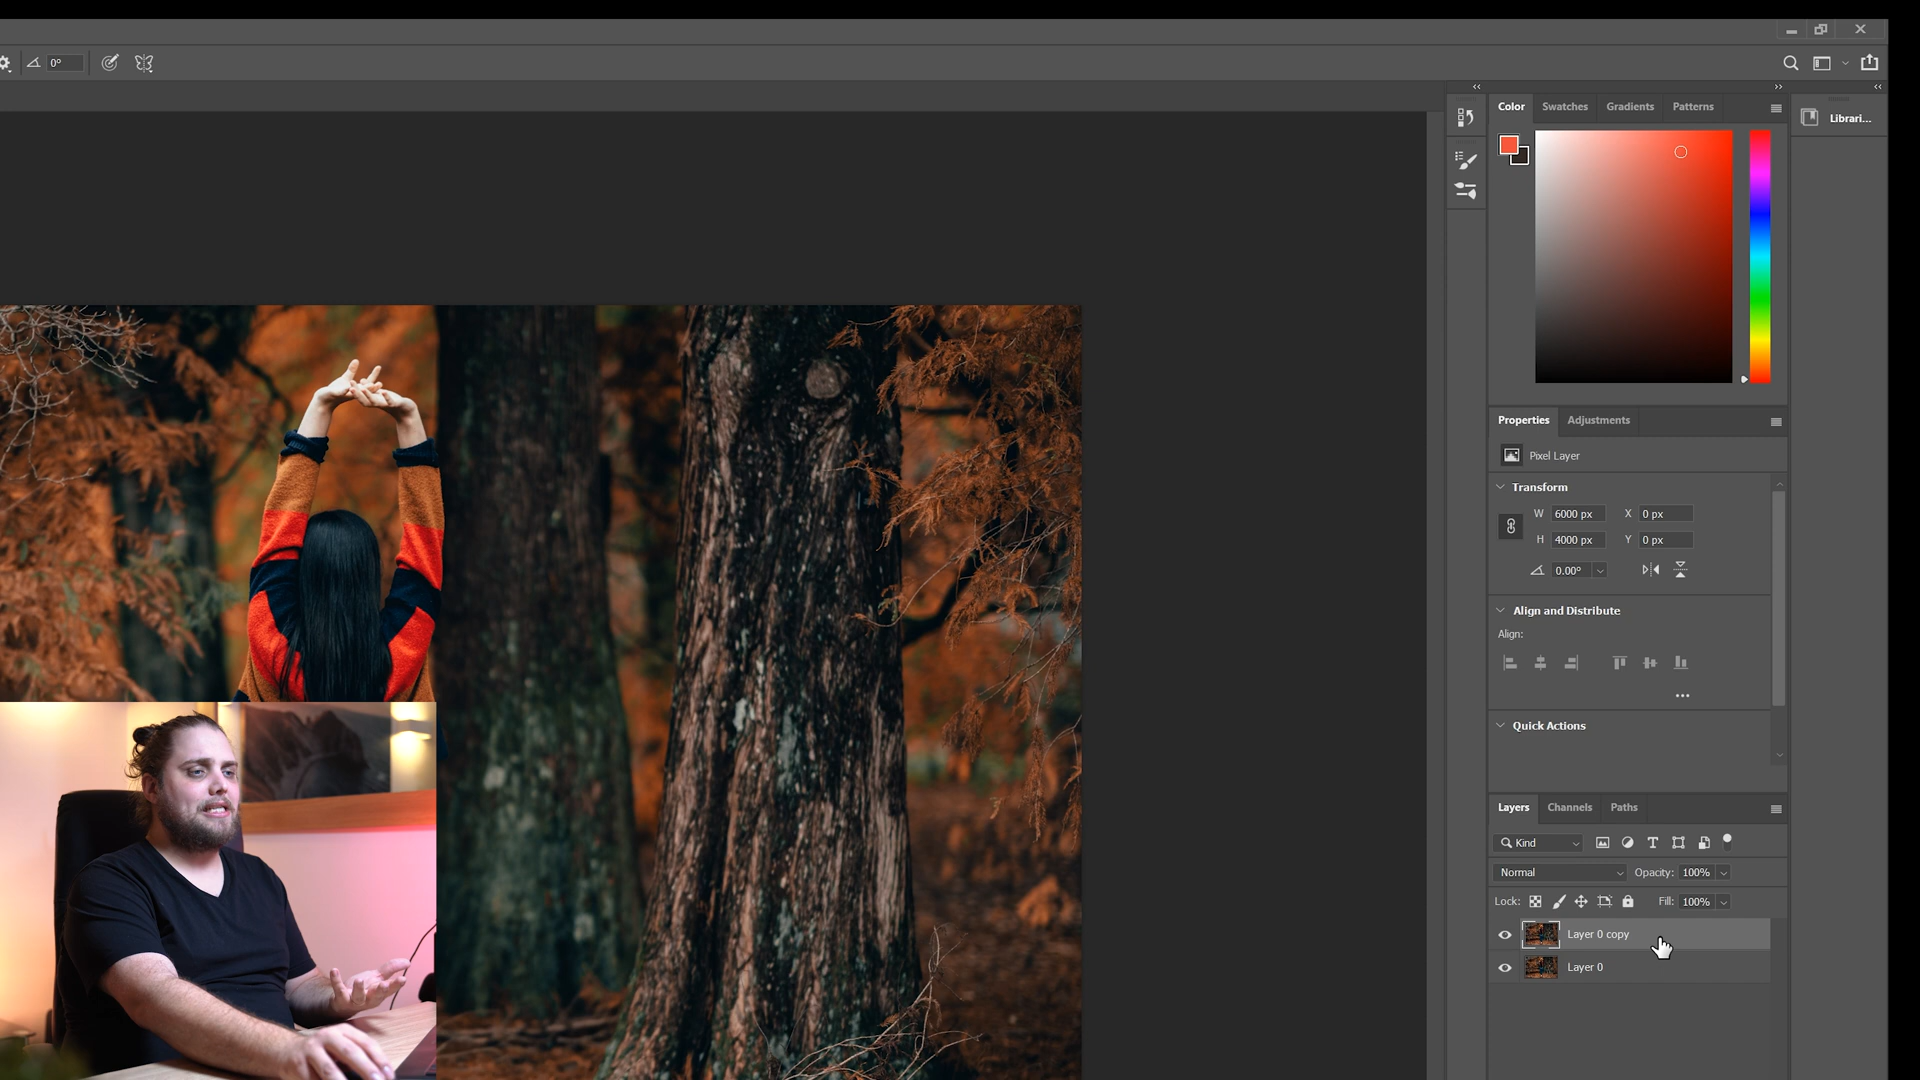 0°
Color Swatches Gradients Patterns
Librari...
Properties Adjustments
Pixel Layer
Transform
W 6000 px X 0 px
H 4000 px Y 0 px
0.00°
Align and Distribute
Align:
Quick Actions
Layers Channels Paths
Kind
Normal Opacity: 100%
Lock: Fill: 100%
Layer 0 copy
Layer 0